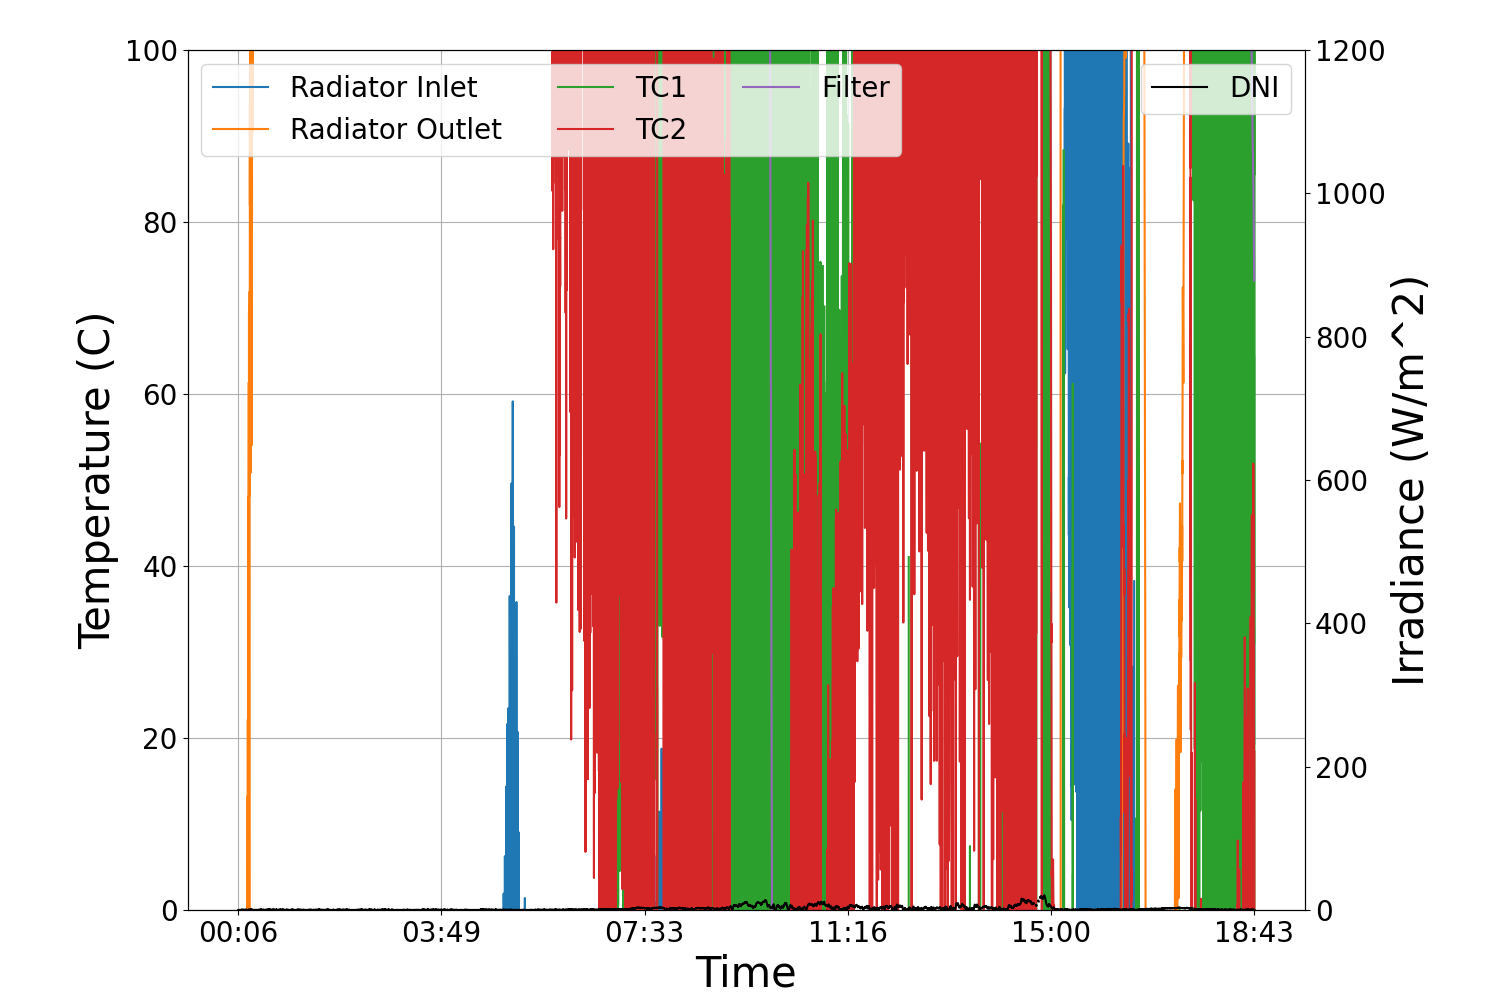 100
80
60
40
20
0
Temperature (C)
Radiator Inlet
Radiator Outlet
TC1
TC2
Filter
DNI
1200
1000
800
600
400
200
0
Irradiance (W/m^2)
00:06 03:49 07:33 11:16 15:00 18:43
Time